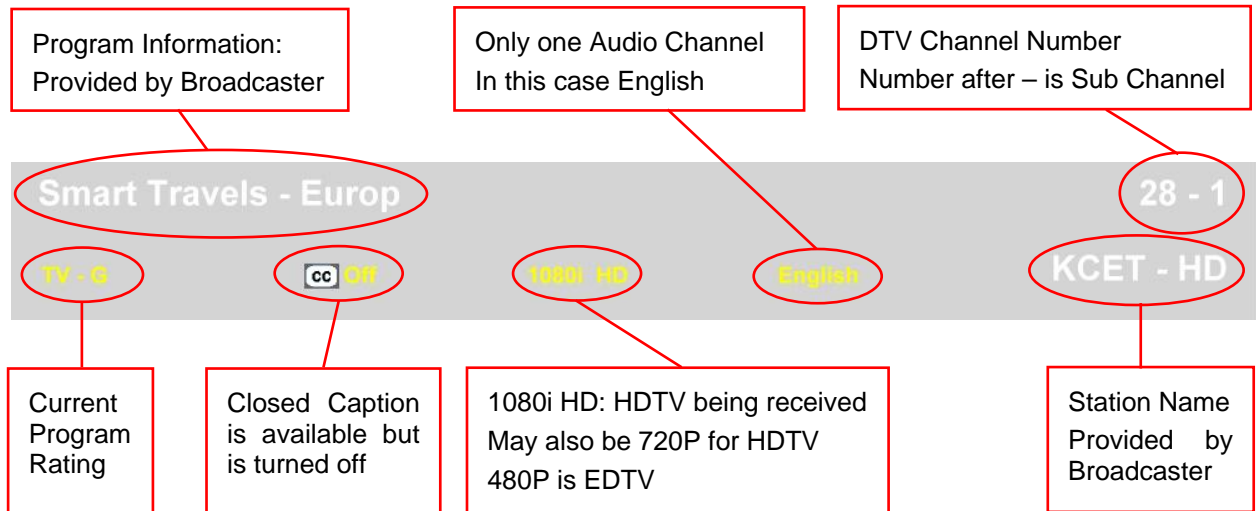 Program Information:
Provided by Broadcaster
Only one Audio Channel
In this case English
DTV Channel Number
Number after – is Sub Channel
Smart Travels - Europ
28 - 1
TV - G
cc Off
1080i HD
English
KCET - HD
Current
Program
Rating
Closed Caption
is available but
is turned off
1080i HD: HDTV being received
May also be 720P for HDTV
480P is EDTV
Station Name
Provided by
Broadcaster